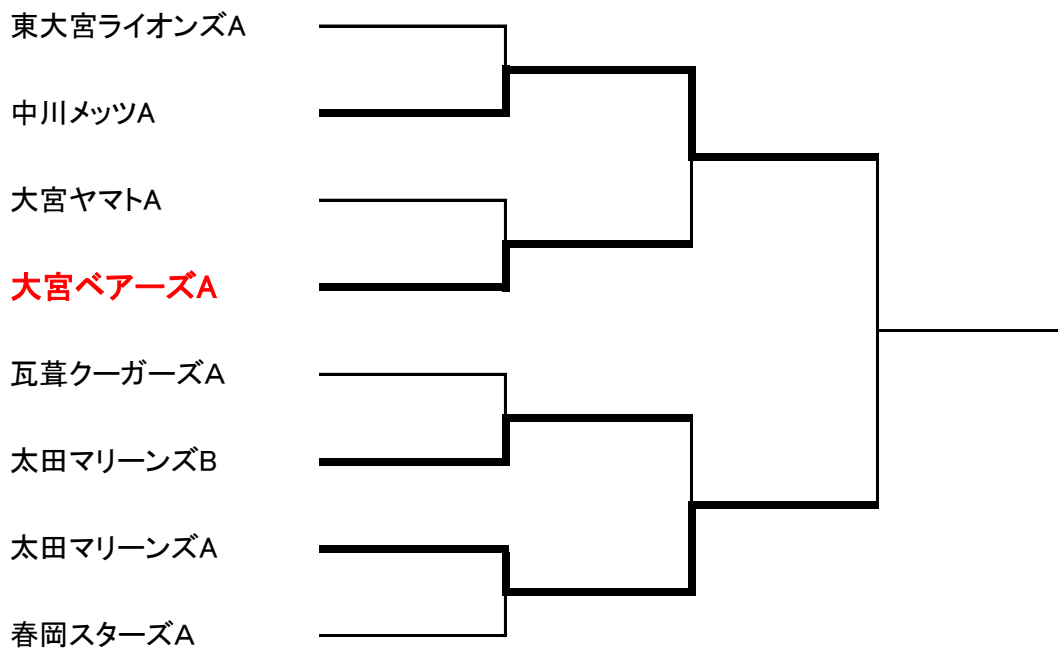 東大宮ライオンズA
中川メッツA
大宮ヤマトA
大宮ベアーズA
瓦葺クーガーズA
太田マリーンズB
太田マリーンズA
春岡スターズA